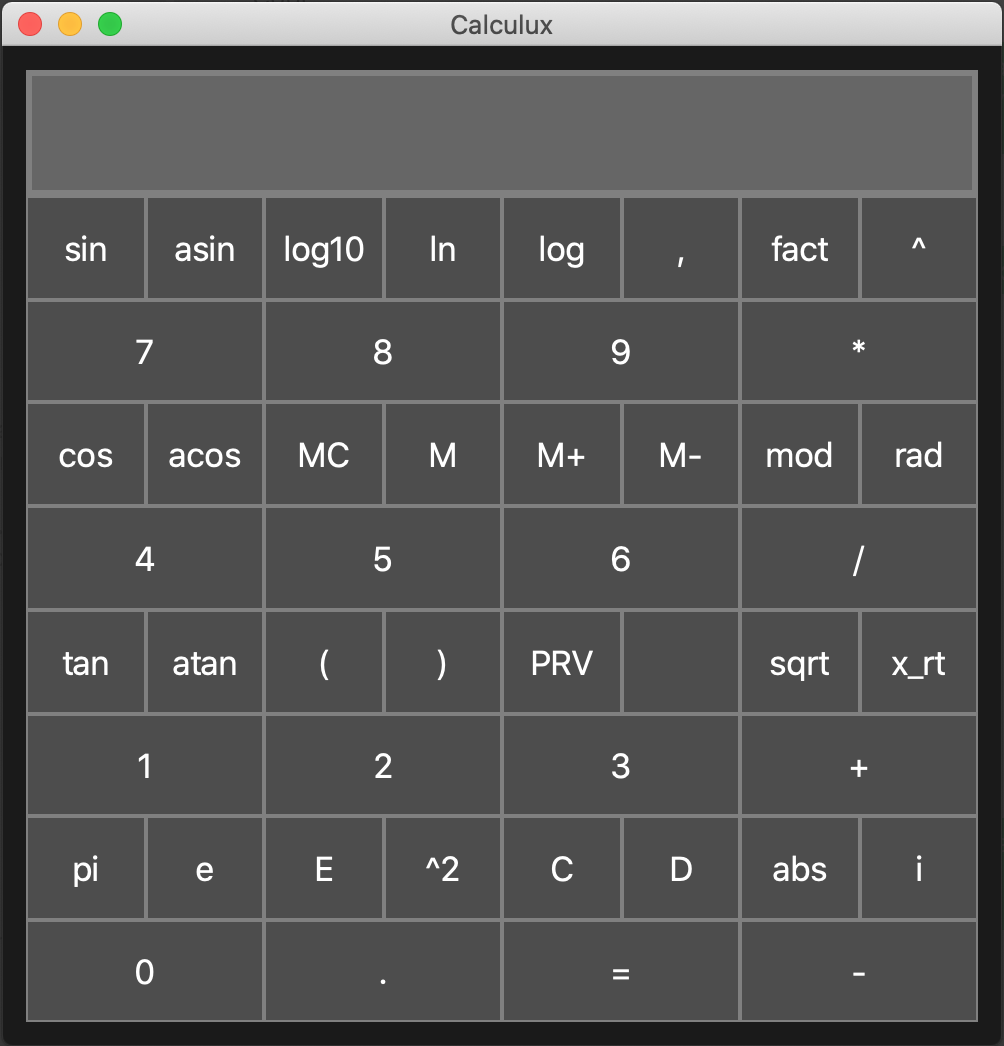 Calculux
sin asin log10 ln log , fact ^
7 8 9 *
cos acos MC M M+ M- mod rad
4 5 6 /
tan atan ( ) PRV sqrt x_rt
1 2 3 +
pi e E ^2 C D abs i
0 . = -